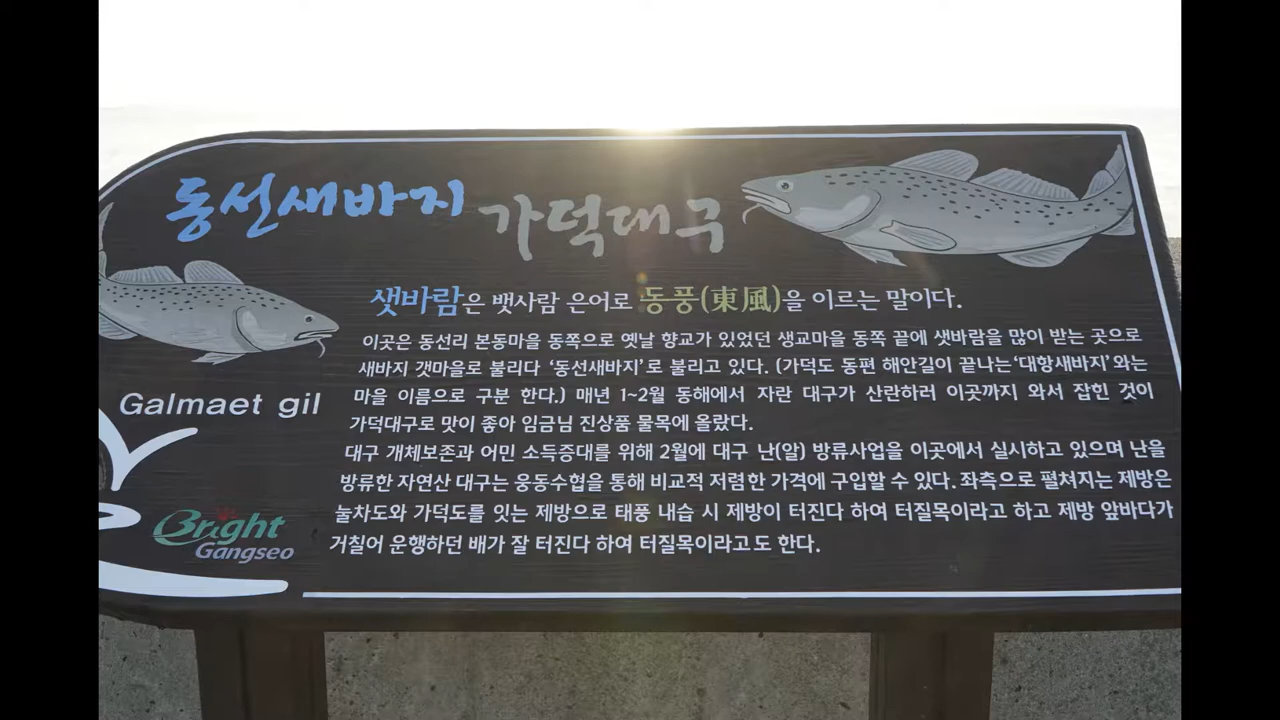 동선새바지 가덕대구
샛바람은 뱃사람 은어로 동풍(東風)을 이르는 말이다.
이곳은 동선리 본동마을 동쪽으로 옛날 향교가 있었던 생교마을 동쪽 끝에 샛바람을 많이 받는 곳으로
새바지 갯마을로 불리다 '동선새바지'로 불리고 있다. (가덕도 동편 해안길이 끝나는'대항새바지'와는
마을 이름으로 구분 한다.) 매년 1~2월 동해에서 자란 대구가 산란하러 이곳까지 와서 잡힌 것이
가덕대구로 맛이 좋아 임금님 진상품 물목에 올랐다.
대구 개체보존과 어민 소득증대를 위해 2월에 대구 난(알) 방류사업을 이곳에서 실시하고 있으며 난을
방류한 자연산 대구는 웅동수협을 통해 비교적 저렴한 가격에 구입할 수 있다. 좌측으로 펼쳐지는 제방은
눌차도와 가덕도를 잇는 제방으로 태풍 내습 시 제방이 터진다 하여 터질목이라고 하고 제방 앞바다가
거칠어 운행하던 배가 잘 터진다 하여 터질목이라고도 한다.
Galmaet gil
Bright
Gangseo